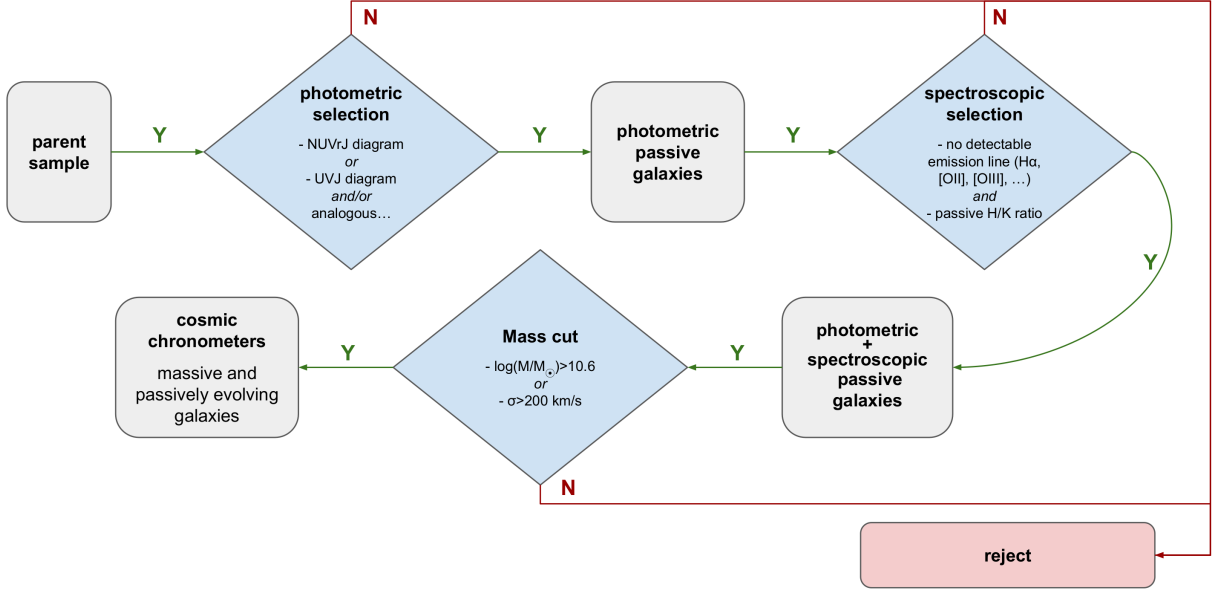 parent
sample
Y
photometric
selection
- NUVrJ diagram
or
- UVJ diagram
and/or
analogous…
N
Y
photometric
passive
galaxies
Y
spectroscopic
selection
- no detectable
emission line (Hα,
[OII], [OIII], …)
and
- passive H/K ratio
N
Y
photometric
+
spectroscopic
passive
galaxies
Y
Mass cut
- log(M/M☉)>10.6
or
- σ>200 km/s
N
Y
cosmic
chronometers
massive and
passively evolving
galaxies
reject